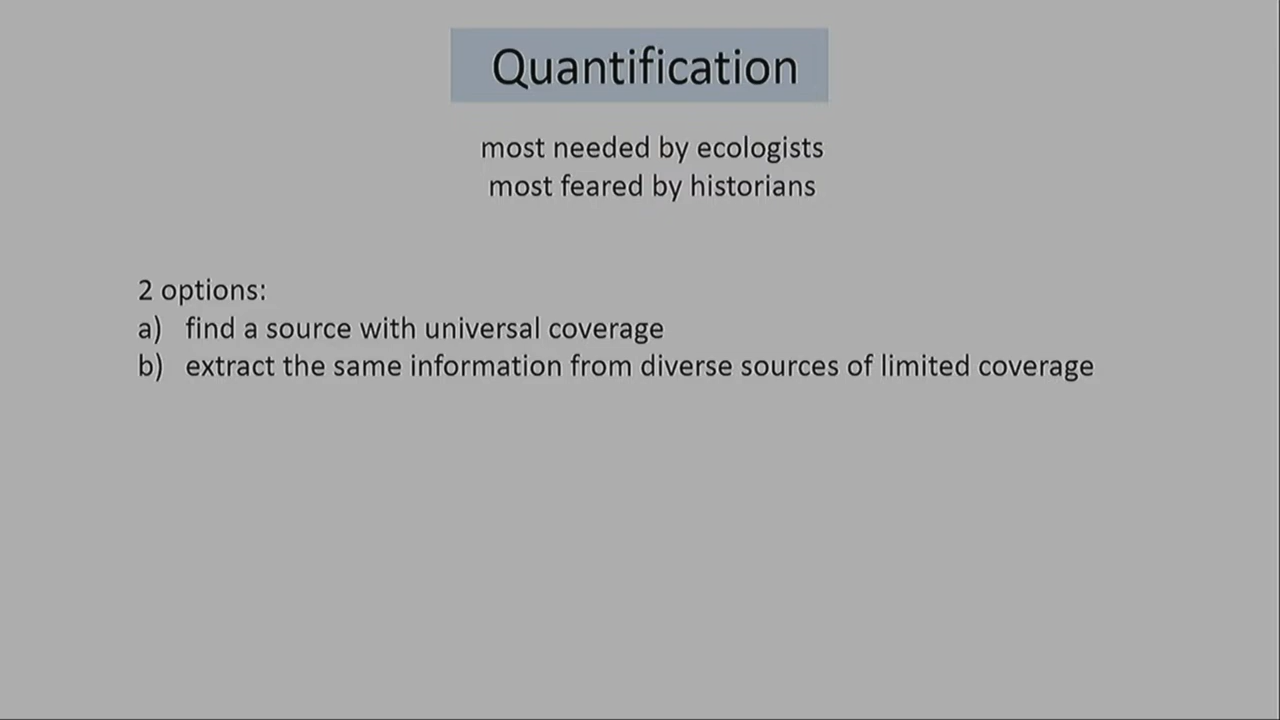 Quantification
most needed by ecologists
most feared by historians
2 options:
a) find a source with universal coverage
b) extract the same information from diverse sources of limited coverage